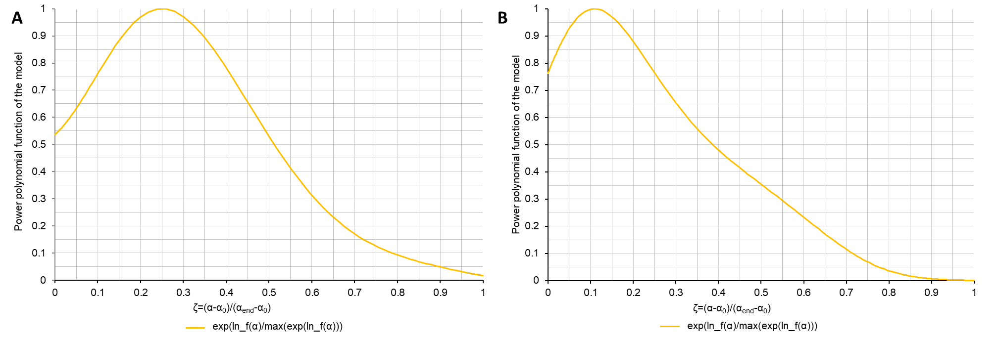 A
Power polynomial function of the model
1
0.9
0.8
0.7
0.6
0.5
0.4
0.3
0.2
0.1
0
0 0.1 0.2 0.3 0.4 0.5 0.6 0.7 0.8 0.9 1
ζ=(α-α0)/(αend-α0)
exp(ln_f(α)/max(exp(ln_f(α)))
B
Power polynomial function of the model
1
0.9
0.8
0.7
0.6
0.5
0.4
0.3
0.2
0.1
0
0 0.1 0.2 0.3 0.4 0.5 0.6 0.7 0.8 0.9 1
ζ=(α-α0)/(αend-α0)
exp(ln_f(α)/max(exp(ln_f(α)))